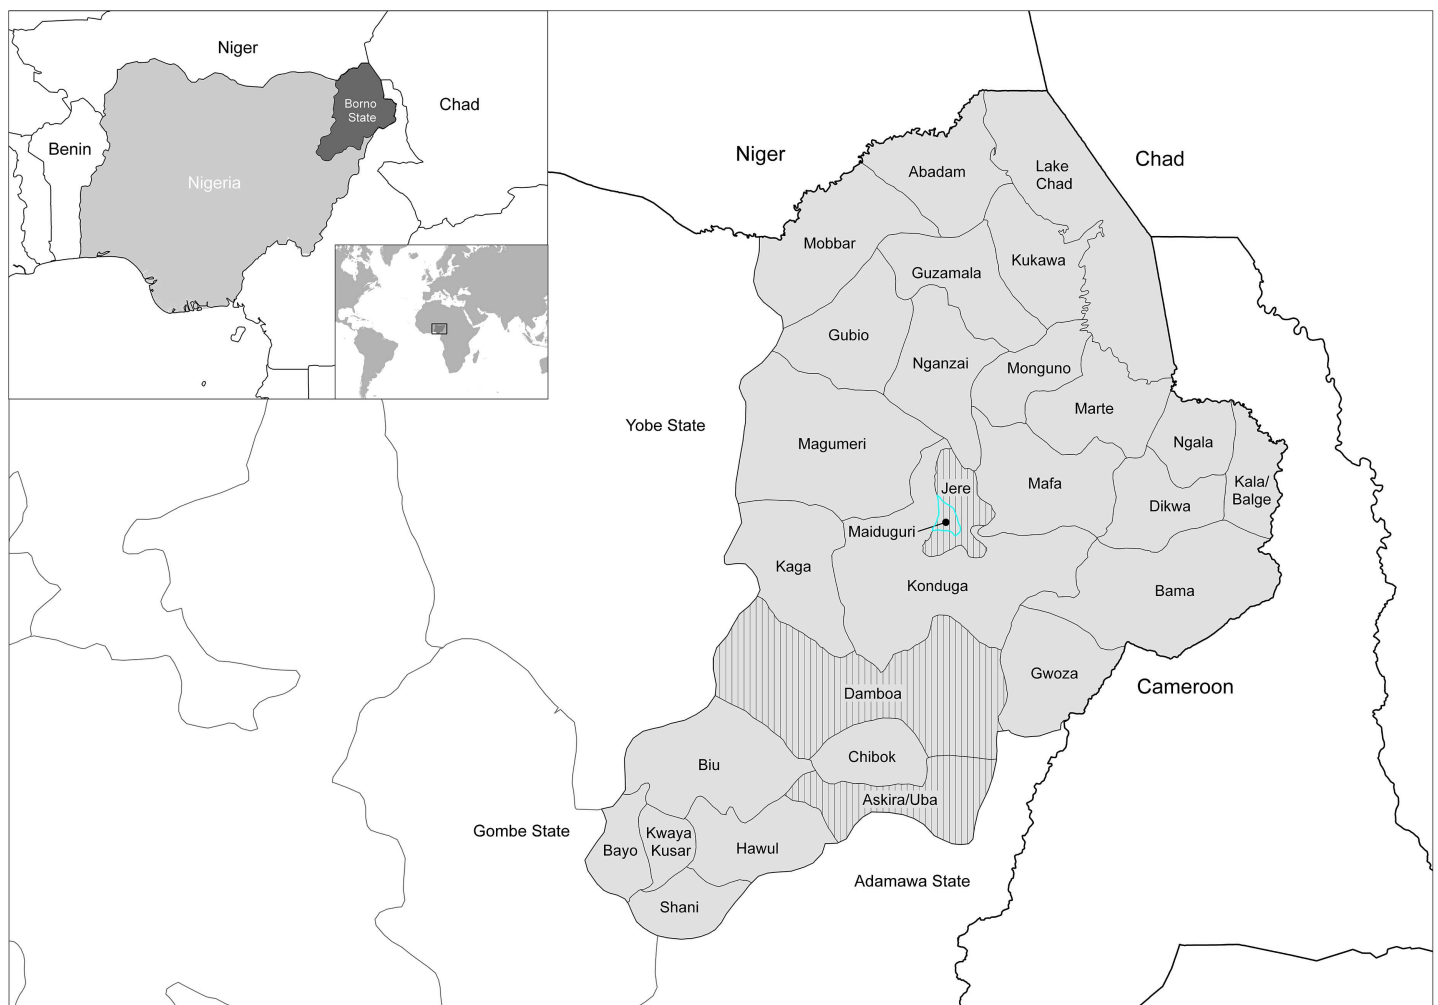 Niger
Chad
Borno
State
Benin
Nigeria
Niger
Chad
Lake
Chad
Abadam
Mobbar
Kukawa
Guzamala
Gubio
Nganzai
Monguno
Marte
Yobe State
Magumeri
Ngala
Mafa
Kala/
Balge
Jere
Dikwa
Maiduguri
Kaga
Konduga
Bama
Gwoza
Cameroon
Damboa
Chibok
Biu
Askira/Uba
Gombe State
Kwaya
Kusar
Bayo
Hawul
Adamawa State
Shani